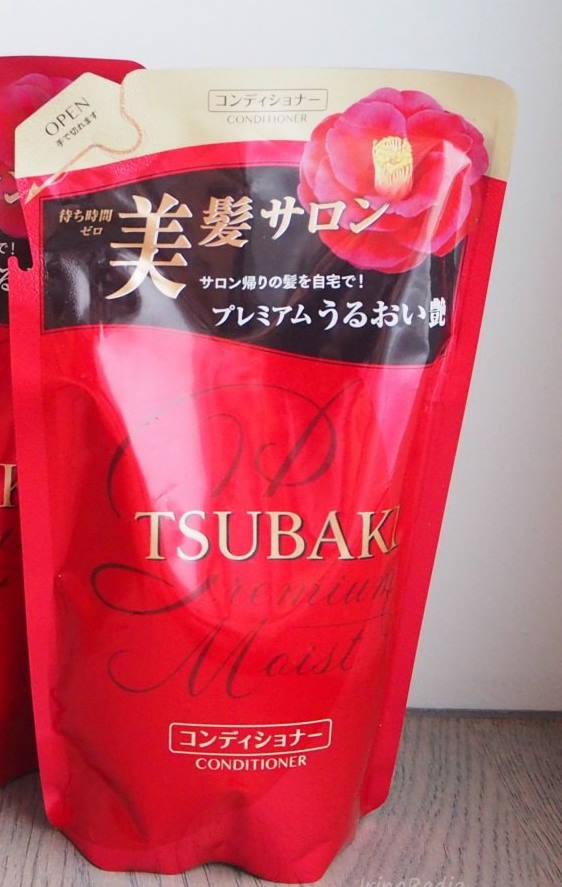 OPEN
手で切れます
コンディショナー
CONDITIONER
待ち時間
ゼロ
美髪サロン
サロン帰りの髪を自宅で!
プレミアムうるおい艶
TSUBAKI
Premium
Moist
コンディショナー
CONDITIONER